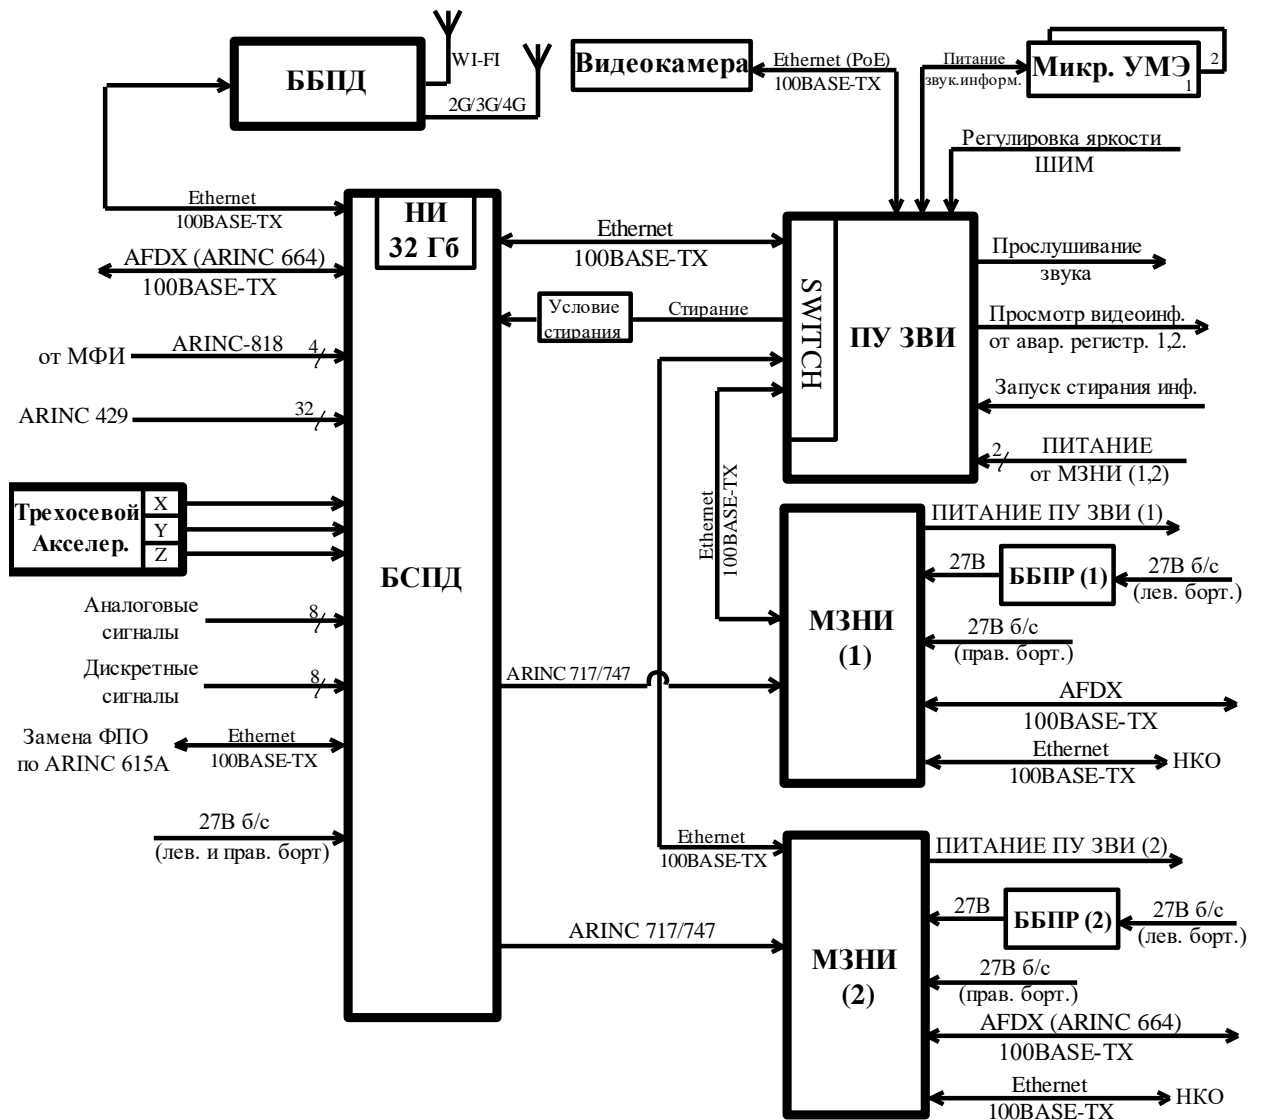 ББПД
WI-FI
2G/3G/4G
Видеокамера
Ethernet (PoE)
100BASE-TX
Питание
звук.информ.
Микр. УМЭ
1
2
Регулировка яркости
ШИМ
Ethernet
100BASE-TX
AFDX (ARINC 664)
100BASE-TX
от МФИ
ARINC-818
4
ARINC 429
32
Трехосевой
Акселер.
X
Y
Z
Аналоговые
сигналы
8
Дискретные
сигналы
8
Замена ФПО
по ARINC 615A
Ethernet
100BASE-TX
27В б/с
(лев. и прав. борт)
НИ
32 Гб
БСПД
Ethernet
100BASE-TX
Условие
стирания
Стирание
SWITCH
ПУ ЗВИ
Прослушивание
звука
Просмотр видеоинф.
от авар. регистр. 1,2.
Запуск стирания инф.
2
ПИТАНИЕ
от МЗНИ (1,2)
Ethernet
100BASE-TX
ARINC 717/747
МЗНИ
(1)
ПИТАНИЕ ПУ ЗВИ (1)
27В
ББПР (1)
27В б/с
(лев. борт.)
27В б/с
(прав. борт.)
AFDX
100BASE-TX
Ethernet
100BASE-TX
НКО
Ethernet
100BASE-TX
ARINC 717/747
МЗНИ
(2)
ПИТАНИЕ ПУ ЗВИ (2)
27В
ББПР (2)
27В б/с
(лев. борт.)
27В б/с
(прав. борт.)
AFDX (ARINC 664)
100BASE-TX
Ethernet
100BASE-TX
НКО